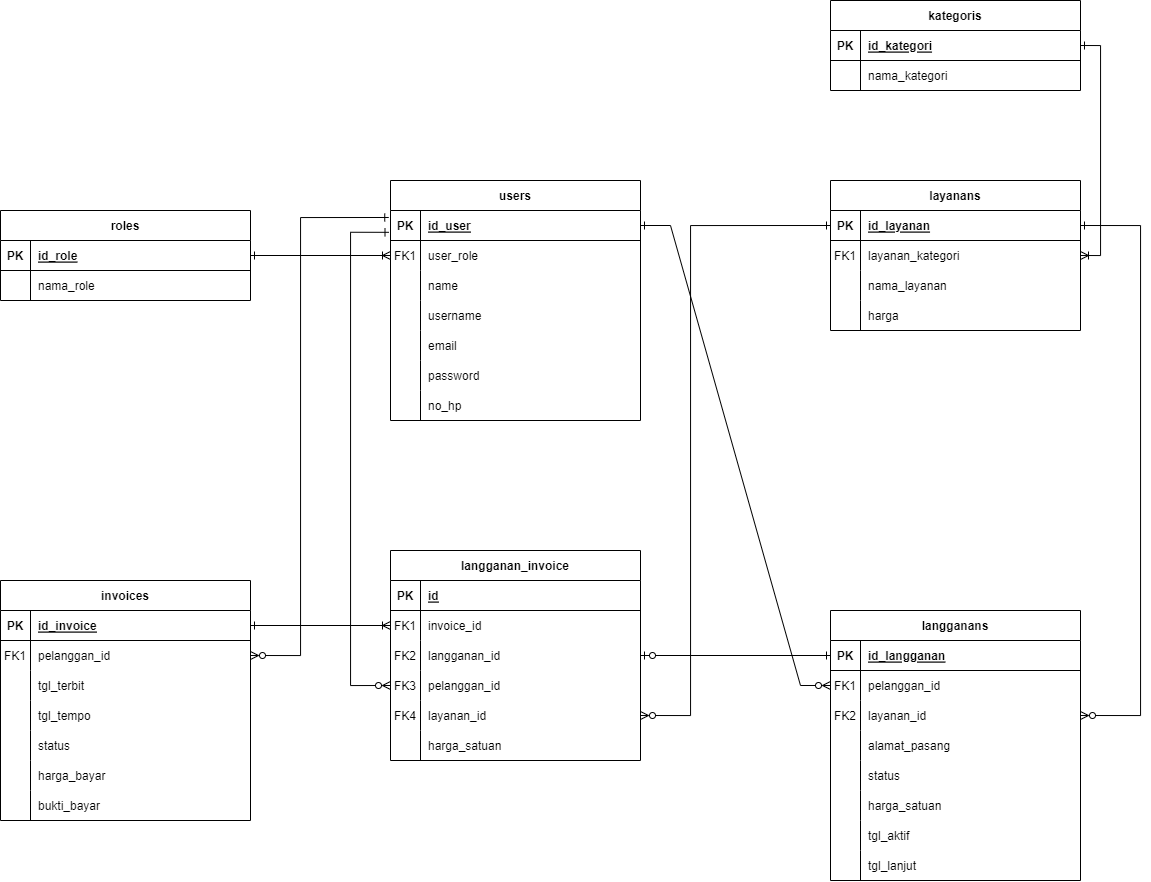 kategoris
PK id_kategori
nama_kategori
users
PK id_user
FK1 user_role
name
username
email
password
no_hp
layanans
PK id_layanan
FK1 layanan_kategori
nama_layanan
harga
roles
PK id_role
nama_role
langganan_invoice
PK id
FK1 invoice_id
FK2 langganan_id
FK3 pelanggan_id
FK4 layanan_id
harga_satuan
invoices
PK id_invoice
FK1 pelanggan_id
tgl_terbit
tgl_tempo
status
harga_bayar
bukti_bayar
langganans
PK id_langganan
FK1 pelanggan_id
FK2 layanan_id
alamat_pasang
status
harga_satuan
tgl_aktif
tgl_lanjut